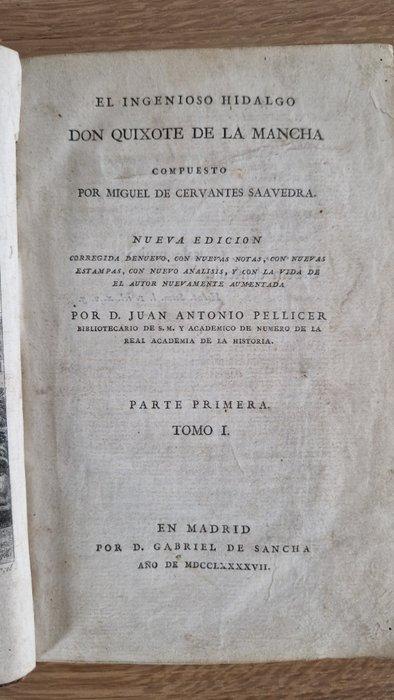 EL INGENIOSO HIDALGO
DON QUIXOTE DE LA MANCHA
COMPUESTO
POR MIGUEL DE CERVANTES SAAVEDRA.
NUEVA EDICION
CORREGIDA DENUEVO, CON NUEVAS NOTAS, CON NUEVAS
ESTAMPAS, CON NUEVO ANALISIS, Y CON LA VIDA DE
EL AUTOR NUEVAMENTE AUMENTADA
POR D. JUAN ANTONIO PELLICER
BIBLIOTECARIO DE S. M. Y ACADEMICO DE NUMERO DE LA
REAL ACADEMIA DE LA HISTORIA.
PARTE PRIMERA.
TOMO I.
EN MADRID
POR D. GABRIEL DE SANCHA
AÑO DE MDCCLXXXXVII.